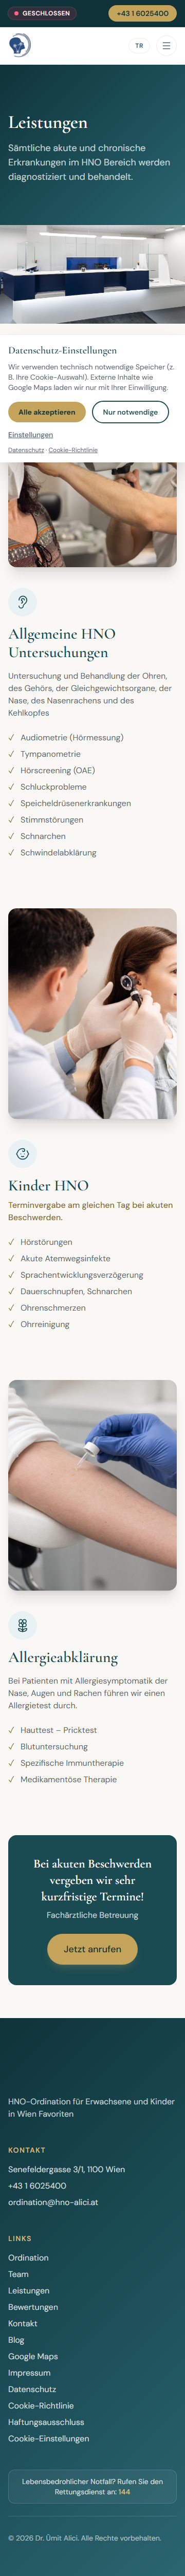 GESCHLOSSEN
+43 1 6025400
TR
Leistungen
Sämtliche akute und chronische
Erkrankungen im HNO Bereich werden
diagnostiziert und behandelt.
Datenschutz-Einstellungen
Wir verwenden technisch notwendige Speicher (z.
B. Ihre Cookie-Auswahl). Externe Inhalte wie
Google Maps laden wir nur mit Ihrer Einwilligung.
Alle akzeptieren
Nur notwendige
Einstellungen
Datenschutz · Cookie-Richtlinie
Allgemeine HNO
Untersuchungen
Untersuchung und Behandlung der Ohren,
des Gehörs, der Gleichgewichtsorgane, der
Nase, des Nasenrachens und des
Kehlkopfes
✓ Audiometrie (Hörmessung)
✓ Tympanometrie
✓ Hörscreening (OAE)
✓ Schluckprobleme
✓ Speicheldrüsenerkrankungen
✓ Stimmstörungen
✓ Schnarchen
✓ Schwindelabklärung
Kinder HNO
Terminvergabe am gleichen Tag bei akuten
Beschwerden.
✓ Hörstörungen
✓ Akute Atemwegsinfekte
✓ Sprachentwicklungsverzögerung
✓ Dauerschnupfen, Schnarchen
✓ Ohrenschmerzen
✓ Ohrreinigung
Allergieabklärung
Bei Patienten mit Allergiesymptomatik der
Nase, Augen und Rachen führen wir einen
Allergietest durch.
✓ Hauttest – Pricktest
✓ Blutuntersuchung
✓ Spezifische Immuntherapie
✓ Medikamentöse Therapie
Bei akuten Beschwerden
vergeben wir sehr
kurzfristige Termine!
Fachärztliche Betreuung
Jetzt anrufen
HNO-Ordination für Erwachsene und Kinder
in Wien Favoriten
KONTAKT
Senefeldergasse 3/1, 1100 Wien
+43 1 6025400
ordination@hno-alici.at
LINKS
Ordination
Team
Leistungen
Bewertungen
Kontakt
Blog
Google Maps
Impressum
Datenschutz
Cookie-Richtlinie
Haftungsausschluss
Cookie-Einstellungen
Lebensbedrohlicher Notfall? Rufen Sie den
Rettungsdienst an: 144
© 2026 Dr. Ümit Alici. Alle Rechte vorbehalten.